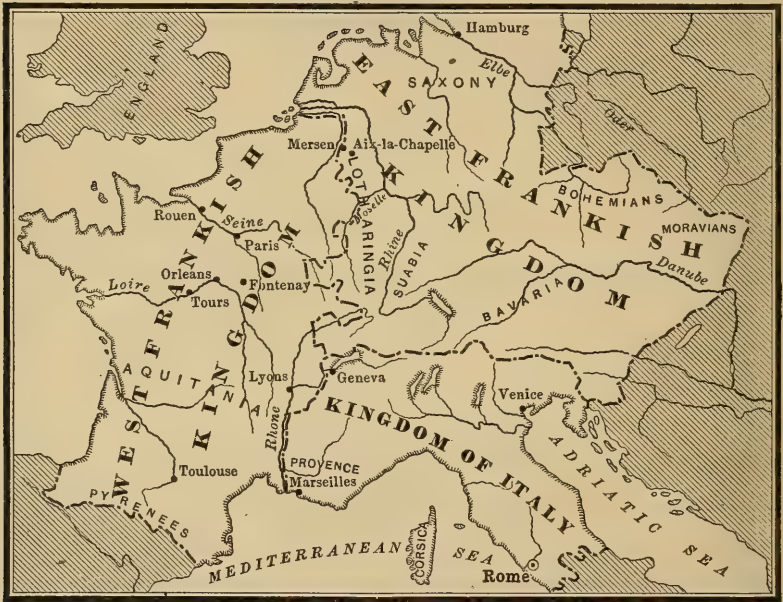 Hamburg
ENGLAND
Elbe
SAXONY
EAST FRANKISH KINGDOM
Oder
Mersen
Aix-la-Chapelle
LOTHARINGIA
Moselle
BOHEMIANS
MORAVIANS
Rouen
Seine
Paris
Rhine
SUABIA
Danube
WEST FRANKISH KINGDOM
Orleans
Fontenay
Loire
Tours
BAVARIA
AQUITANIA
Lyons
Geneva
Venice
KINGDOM OF ITALY
Rhone
ADRIATIC SEA
Toulouse
PROVENCE
Marseilles
PYRENEES
MEDITERRANEAN SEA
CORSICA
Rome